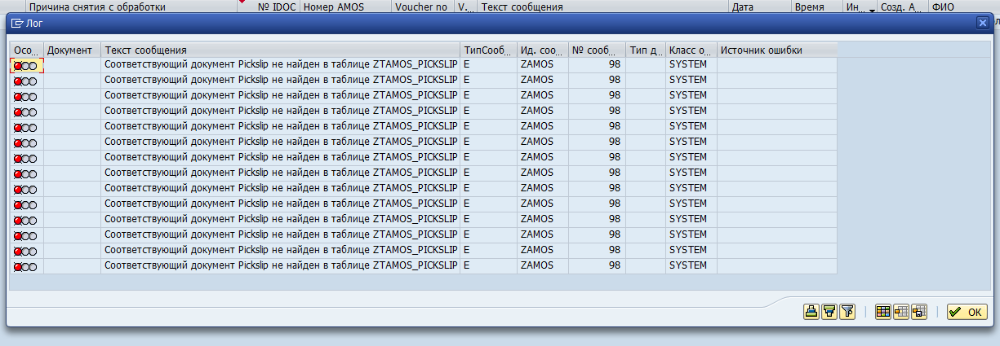 Причина снятия с обработки № IDOC Номер AMOS Voucher no V... Текст сообщения Дата Время Ин... Созд. A... ФИО
Лог
Осо... Документ Текст сообщения ТипСооб... Ид. соо... № сооб... Тип д... Класс о... Источник ошибки
Соответствующий документ Pickslip не найден в таблице ZTAMOS_PICKSLIP E ZAMOS 98 SYSTEM
Соответствующий документ Pickslip не найден в таблице ZTAMOS_PICKSLIP E ZAMOS 98 SYSTEM
Соответствующий документ Pickslip не найден в таблице ZTAMOS_PICKSLIP E ZAMOS 98 SYSTEM
Соответствующий документ Pickslip не найден в таблице ZTAMOS_PICKSLIP E ZAMOS 98 SYSTEM
Соответствующий документ Pickslip не найден в таблице ZTAMOS_PICKSLIP E ZAMOS 98 SYSTEM
Соответствующий документ Pickslip не найден в таблице ZTAMOS_PICKSLIP E ZAMOS 98 SYSTEM
Соответствующий документ Pickslip не найден в таблице ZTAMOS_PICKSLIP E ZAMOS 98 SYSTEM
Соответствующий документ Pickslip не найден в таблице ZTAMOS_PICKSLIP E ZAMOS 98 SYSTEM
Соответствующий документ Pickslip не найден в таблице ZTAMOS_PICKSLIP E ZAMOS 98 SYSTEM
Соответствующий документ Pickslip не найден в таблице ZTAMOS_PICKSLIP E ZAMOS 98 SYSTEM
Соответствующий документ Pickslip не найден в таблице ZTAMOS_PICKSLIP E ZAMOS 98 SYSTEM
Соответствующий документ Pickslip не найден в таблице ZTAMOS_PICKSLIP E ZAMOS 98 SYSTEM
Соответствующий документ Pickslip не найден в таблице ZTAMOS_PICKSLIP E ZAMOS 98 SYSTEM
Соответствующий документ Pickslip не найден в таблице ZTAMOS_PICKSLIP E ZAMOS 98 SYSTEM
OK